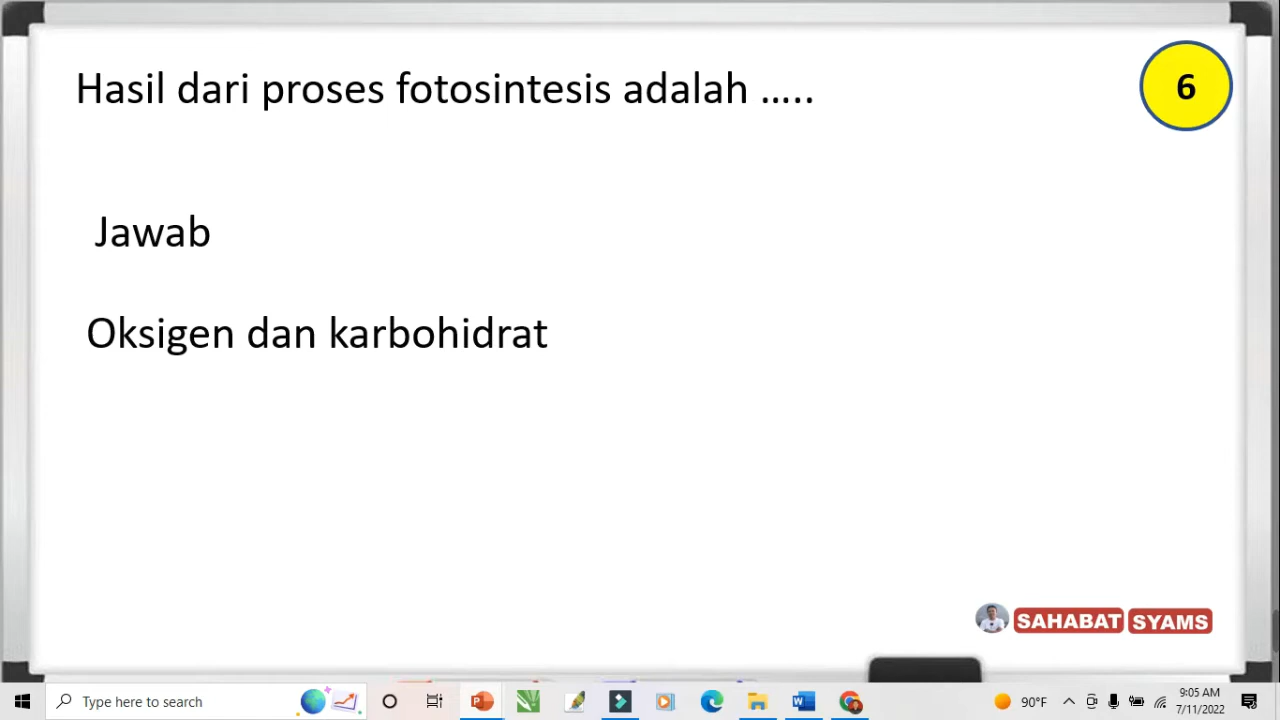 Hasil dari proses fotosintesis adalah .....
6
Jawab
Oksigen dan karbohidrat
SAHABAT SYAMS
Type here to search
90°F
9:05 AM
7/11/2022